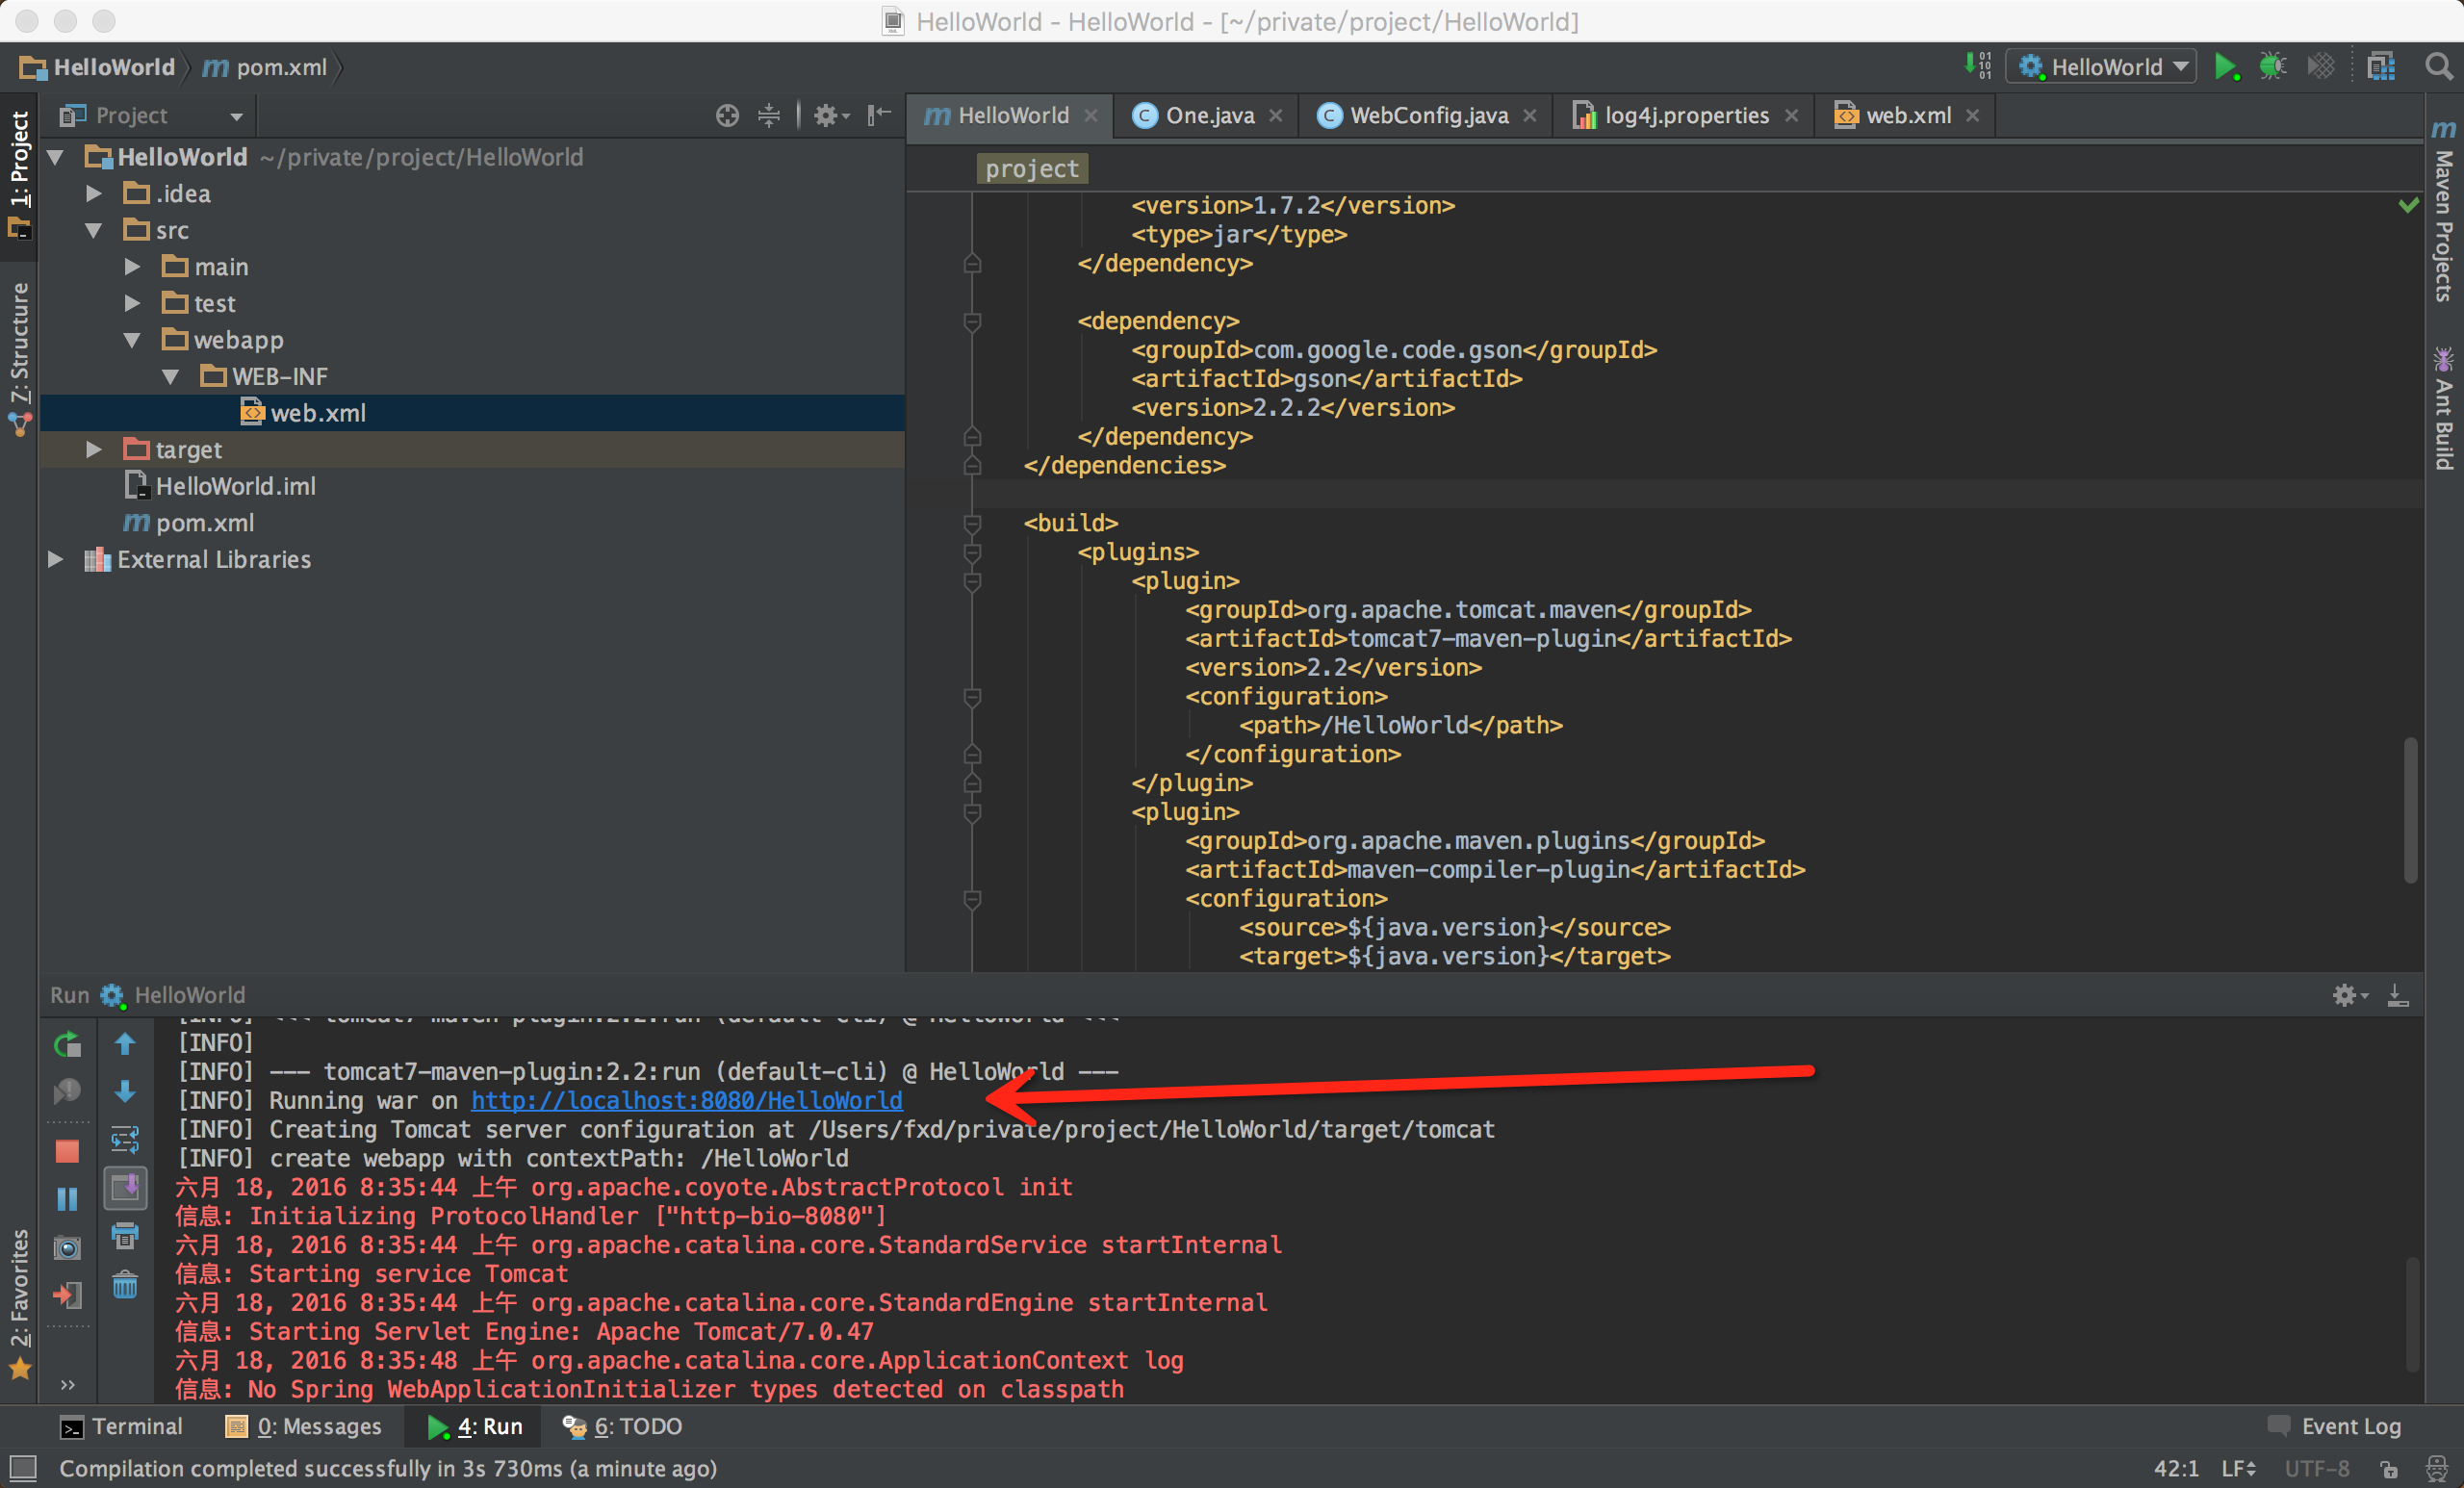 HelloWorld - HelloWorld - [~/private/project/HelloWorld]
HelloWorld pom.xml
HelloWorld
Project
HelloWorld One.java WebConfig.java log4j.properties web.xml
1: Project
7: Structure
2: Favorites
HelloWorld ~/private/project/HelloWorld
.idea
src
main
test
webapp
WEB-INF
web.xml
target
HelloWorld.iml
pom.xml
External Libraries
project
<version>1.7.2</version>
<type>jar</type>
</dependency>
<dependency>
<groupId>com.google.code.gson</groupId>
<artifactId>gson</artifactId>
<version>2.2.2</version>
</dependency>
</dependencies>
<build>
<plugins>
<plugin>
<groupId>org.apache.tomcat.maven</groupId>
<artifactId>tomcat7-maven-plugin</artifactId>
<version>2.2</version>
<configuration>
<path>/HelloWorld</path>
</configuration>
</plugin>
<plugin>
<groupId>org.apache.maven.plugins</groupId>
<artifactId>maven-compiler-plugin</artifactId>
<configuration>
<source>${java.version}</source>
<target>${java.version}</target>
Maven Projects
Ant Build
Run HelloWorld
[INFO] <<< tomcat7-maven-plugin:2.2:run (default-cli) @ HelloWorld <<<
[INFO]
[INFO] --- tomcat7-maven-plugin:2.2:run (default-cli) @ HelloWorld ---
[INFO] Running war on http://localhost:8080/HelloWorld
[INFO] Creating Tomcat server configuration at /Users/fxd/private/project/HelloWorld/target/tomcat
[INFO] create webapp with contextPath: /HelloWorld
六月 18, 2016 8:35:44 上午 org.apache.coyote.AbstractProtocol init
信息: Initializing ProtocolHandler ["http-bio-8080"]
六月 18, 2016 8:35:44 上午 org.apache.catalina.core.StandardService startInternal
信息: Starting service Tomcat
六月 18, 2016 8:35:44 上午 org.apache.catalina.core.StandardEngine startInternal
信息: Starting Servlet Engine: Apache Tomcat/7.0.47
六月 18, 2016 8:35:48 上午 org.apache.catalina.core.ApplicationContext log
信息: No Spring WebApplicationInitializer types detected on classpath
Terminal 0: Messages 4: Run 6: TODO Event Log
Compilation completed successfully in 3s 730ms (a minute ago) 42:1 LF UTF-8